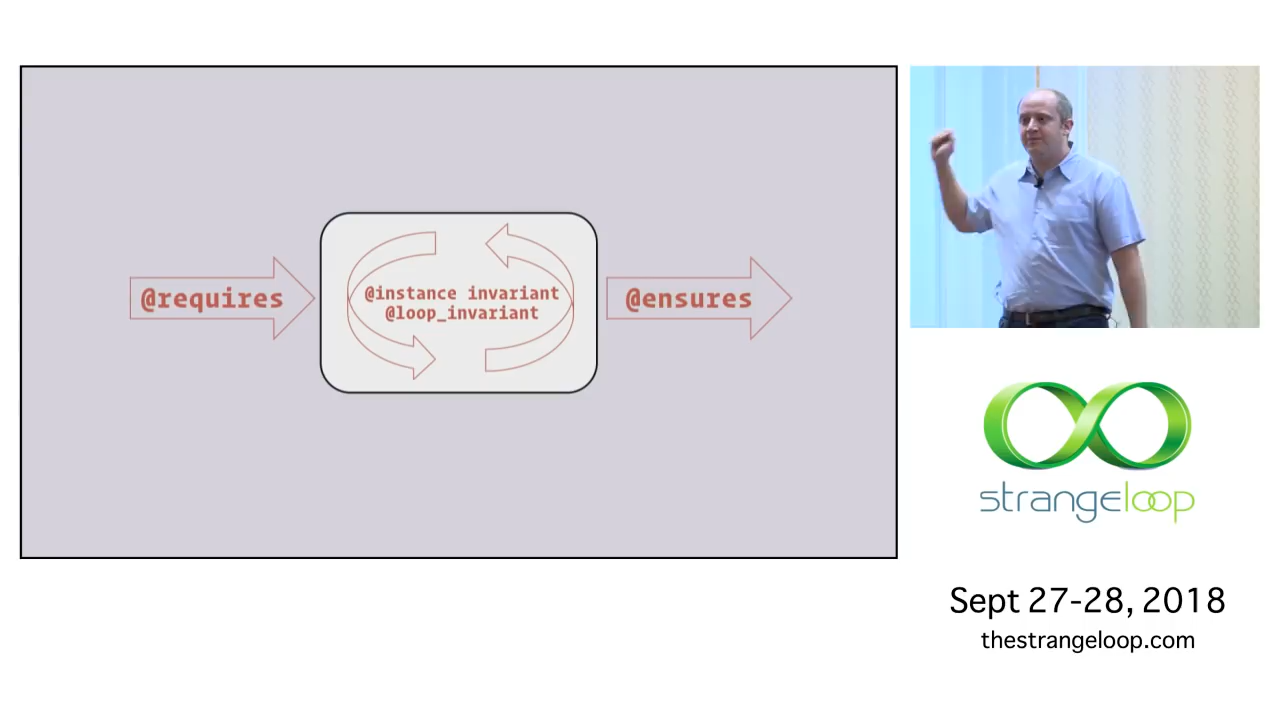 @requires
@instance invariant
@loop_invariant
@ensures
strangeloop
Sept 27-28, 2018
thestrangeloop.com